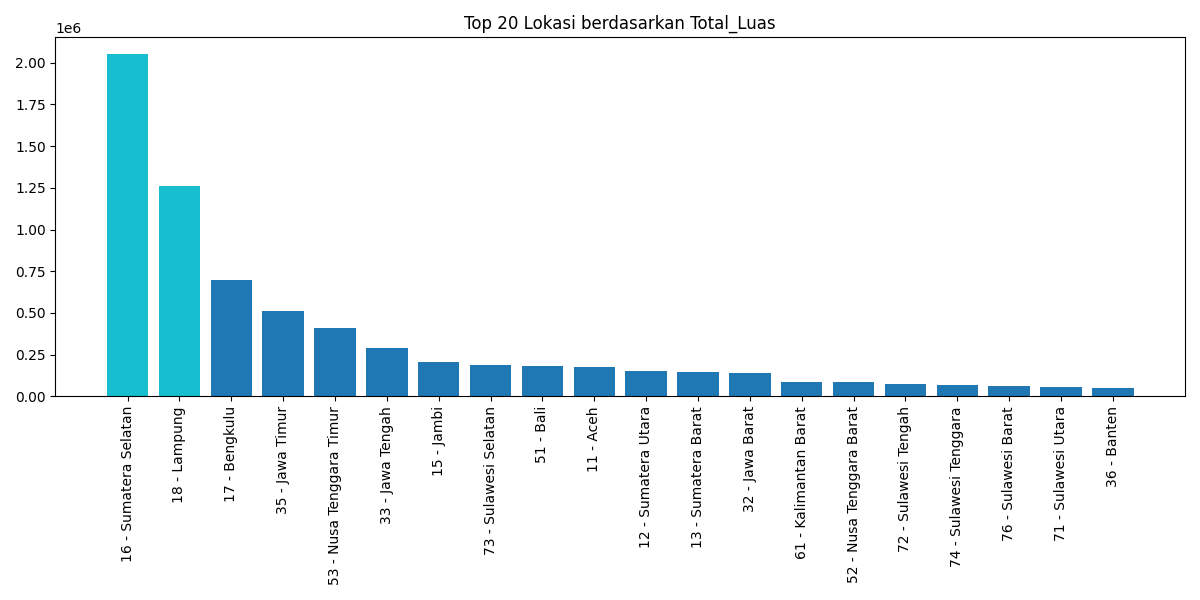 Top 20 Lokasi berdasarkan Total_Luas
1e6
2.00
1.75
1.50
1.25
1.00
0.75
0.50
0.25
0.00
16 - Sumatera Selatan
18 - Lampung
17 - Bengkulu
35 - Jawa Timur
53 - Nusa Tenggara Timur
33 - Jawa Tengah
15 - Jambi
73 - Sulawesi Selatan
51 - Bali
11 - Aceh
12 - Sumatera Utara
13 - Sumatera Barat
32 - Jawa Barat
61 - Kalimantan Barat
52 - Nusa Tenggara Barat
72 - Sulawesi Tengah
74 - Sulawesi Tenggara
76 - Sulawesi Barat
71 - Sulawesi Utara
36 - Banten